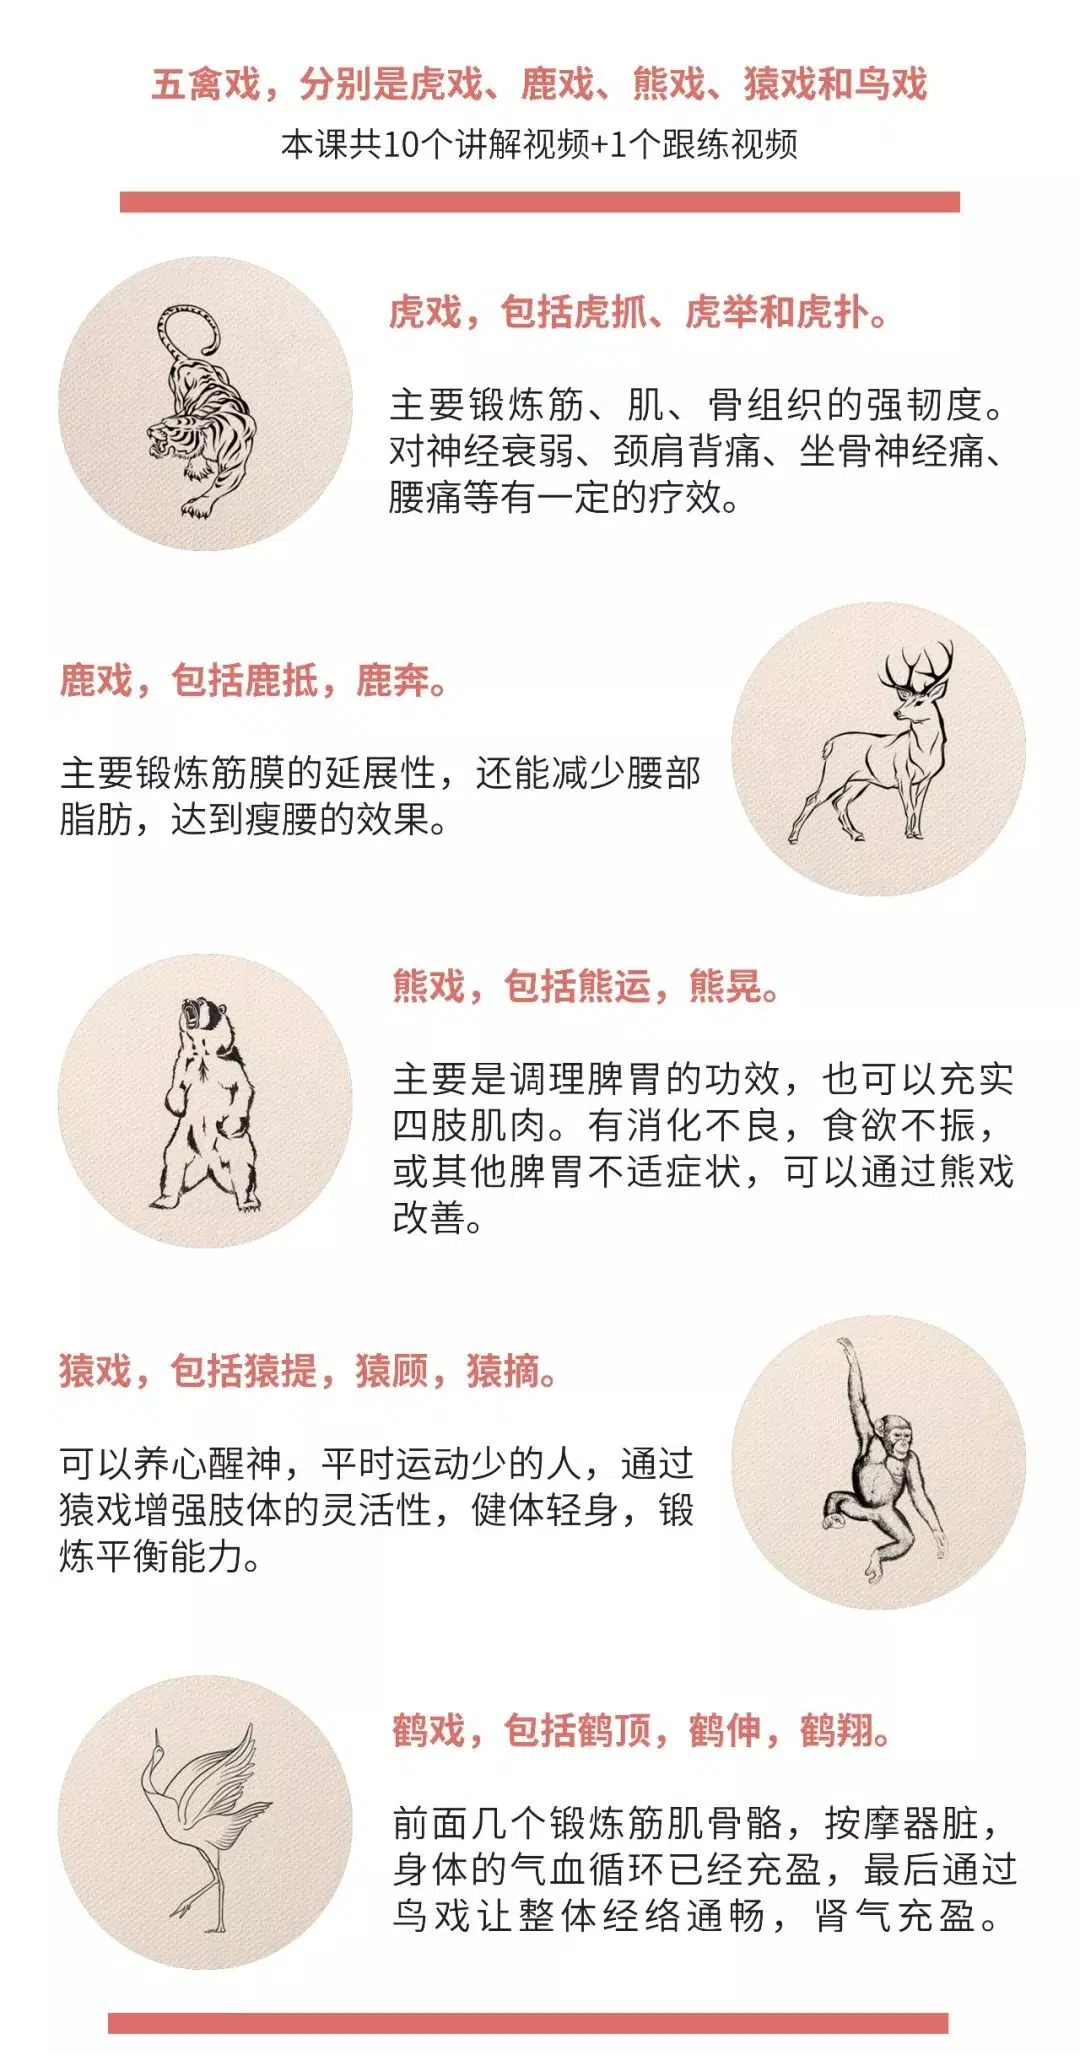 五禽戏，分别是虎戏、鹿戏、熊戏、猿戏和鸟戏
本课共10个讲解视频+1个跟练视频
虎戏，包括虎抓、虎举和虎扑。
主要锻炼筋、肌、骨组织的强韧度。
对神经衰弱、颈肩背痛、坐骨神经痛、
腰痛等有一定的疗效。
鹿戏，包括鹿抵，鹿奔。
主要锻炼筋膜的延展性，还能减少腰部
脂肪，达到瘦腰的效果。
熊戏，包括熊运，熊晃。
主要是调理脾胃的功效，也可以充实
四肢肌肉。有消化不良，食欲不振，
或其他脾胃不适症状，可以通过熊戏
改善。
猿戏，包括猿提，猿顾，猿摘。
可以养心醒神，平时运动少的人，通过
猿戏增强肢体的灵活性，健体轻身，锻
炼平衡能力。
鹤戏，包括鹤顶，鹤伸，鹤翔。
前面几个锻炼筋肌骨骼，按摩器脏，
身体的气血循环已经充盈，最后通过
鸟戏让整体经络通畅，肾气充盈。